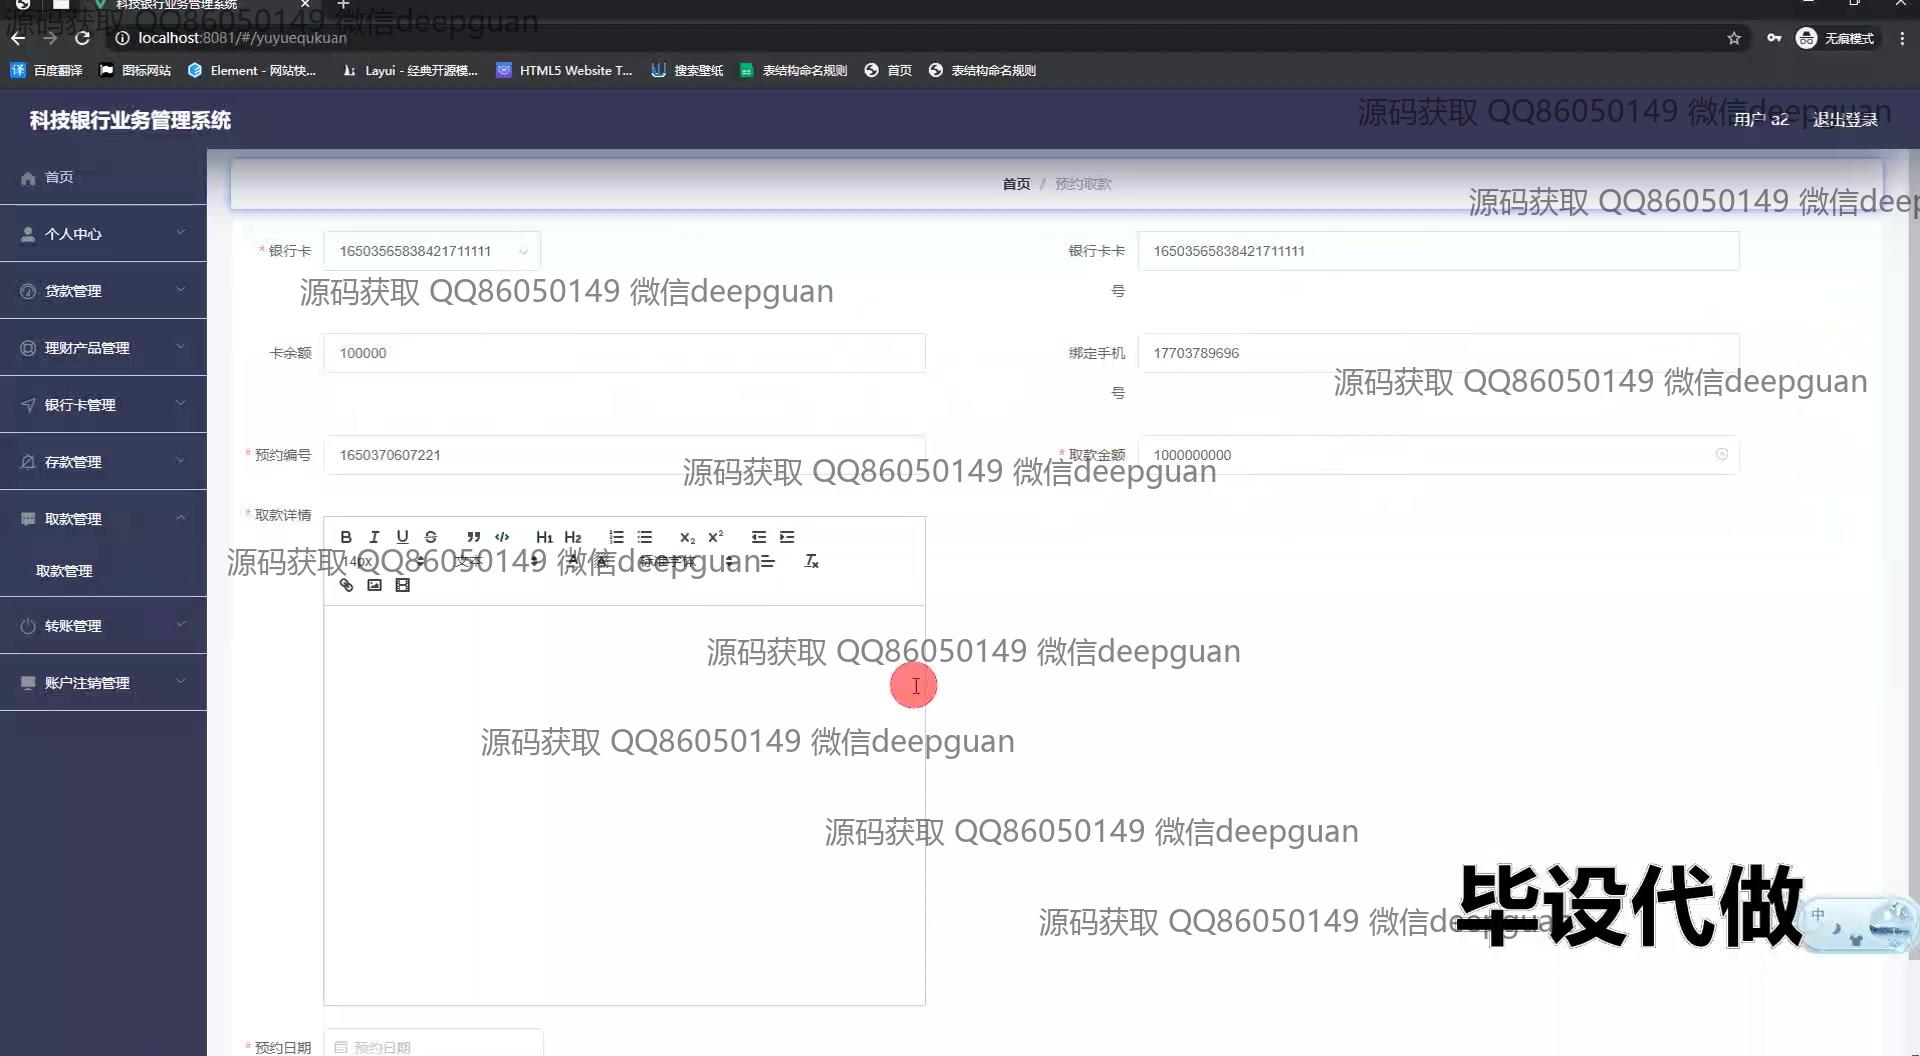 科技银行业务管理系统
源码获取 QQ86050149 微信deepguan
localhost:8081/#/yuyuequkuan
无痕模式
百度翻译
图标网站
Element - 网站快...
Layui - 经典开源模...
HTML5 Website T...
搜索壁纸
表结构命名规则
首页
表结构命名规则
科技银行业务管理系统
源码获取 QQ86050149 微信deepguan
用户 a2
退出登录
首页
个人中心
贷款管理
理财产品管理
银行卡管理
存款管理
取款管理
取款管理
转账管理
账户注销管理
首页 / 预约取款
源码获取 QQ86050149 微信deep
* 银行卡
16503565838421711111
银行卡卡号
16503565838421711111
源码获取 QQ86050149 微信deepguan
卡余额
100000
绑定手机号
17703789696
源码获取 QQ86050149 微信deepguan
* 预约编号
1650370607221
* 取款金额
1000000000
源码获取 QQ86050149 微信deepguan
* 取款详情
B I U S H1 H2 X₂ X²
14px 文本 标准字体
源码获取 QQ86050149 微信deepguan
源码获取 QQ86050149 微信deepguan
源码获取 QQ86050149 微信deepguan
源码获取 QQ86050149 微信deepguan
源码获取 QQ86050149 微信deepguan
毕设代做
中
* 预约日期
预约日期